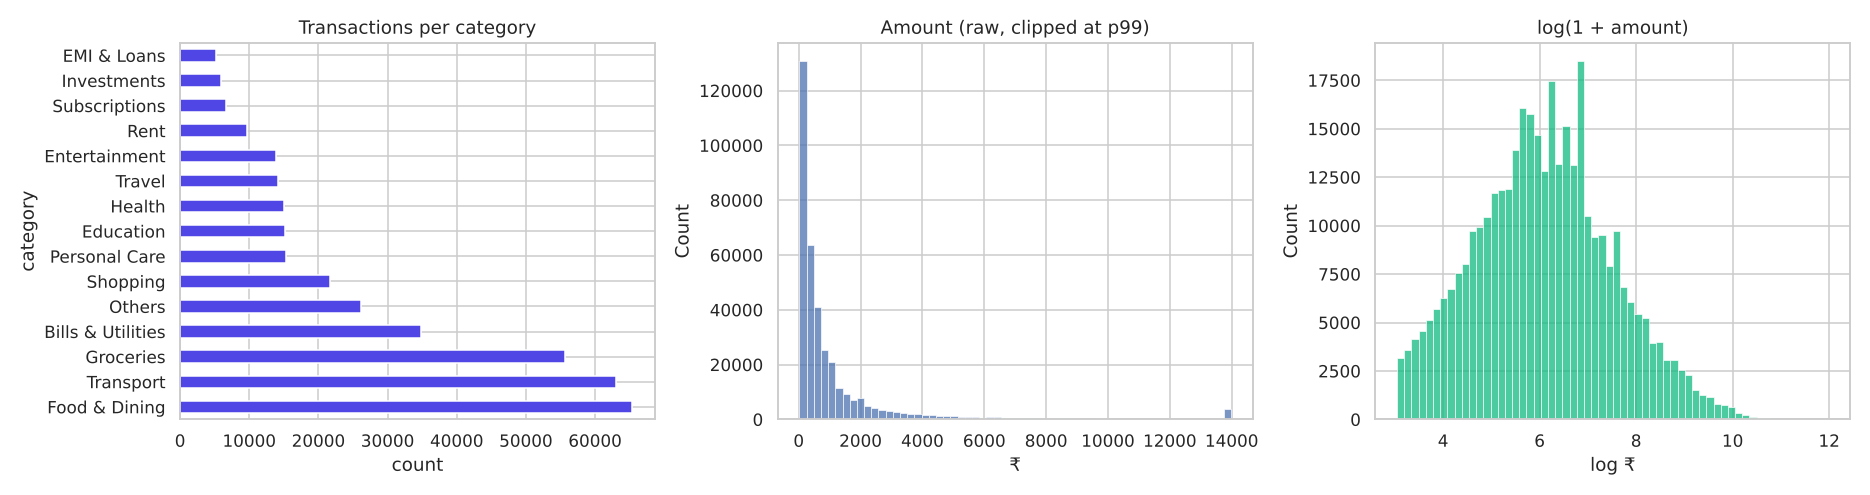 Transactions per category
EMI & Loans
Investments
Subscriptions
Rent
Entertainment
Travel
Health
Education
Personal Care
Shopping
Others
Bills & Utilities
Groceries
Transport
Food & Dining
category
0 10000 20000 30000 40000 50000 60000
count
Amount (raw, clipped at p99)
120000
100000
80000
60000
40000
20000
0
Count
0 2000 4000 6000 8000 10000 12000 14000
₹
log(1 + amount)
17500
15000
12500
10000
7500
5000
2500
0
Count
4 6 8 10 12
log ₹